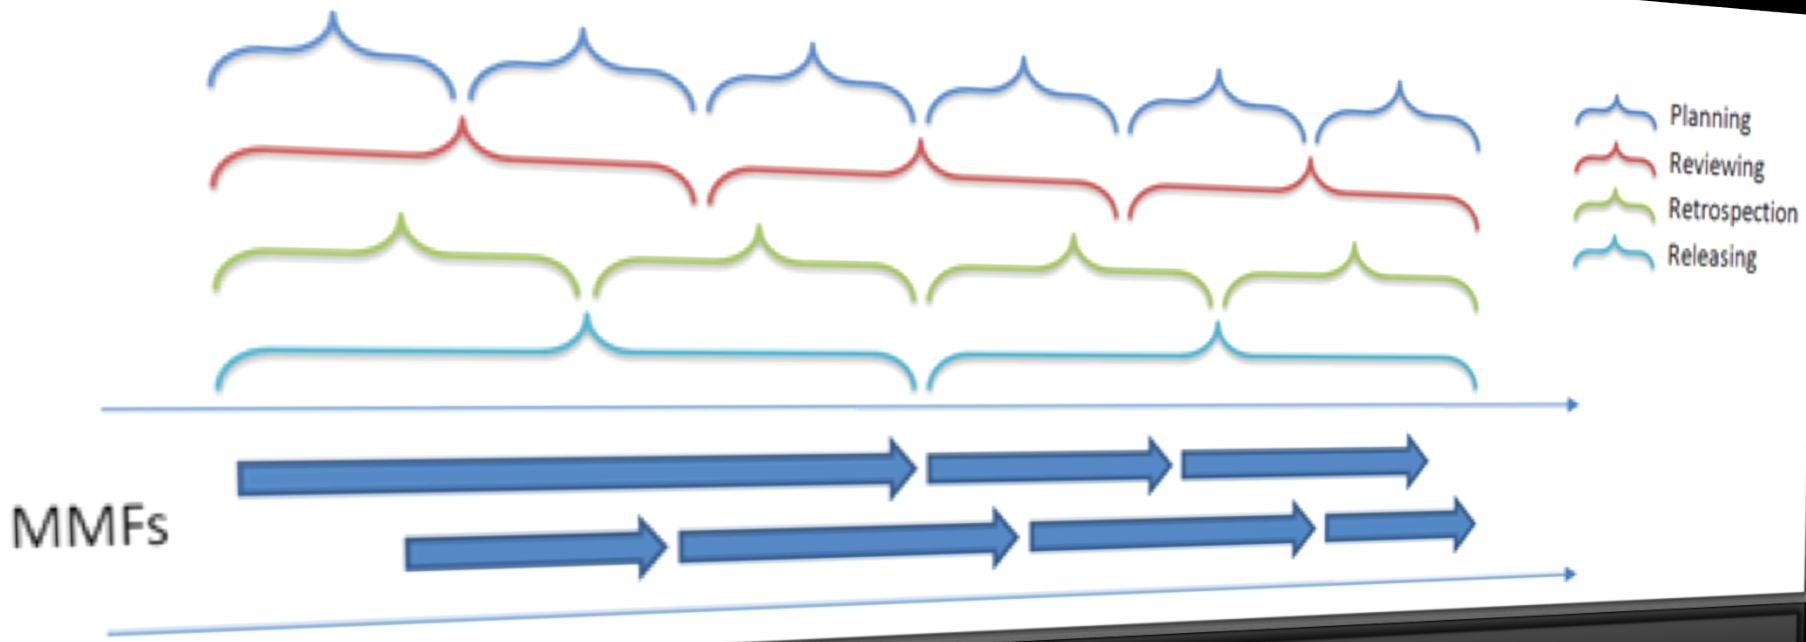 Planning
Reviewing
Retrospection
Releasing
MMFs